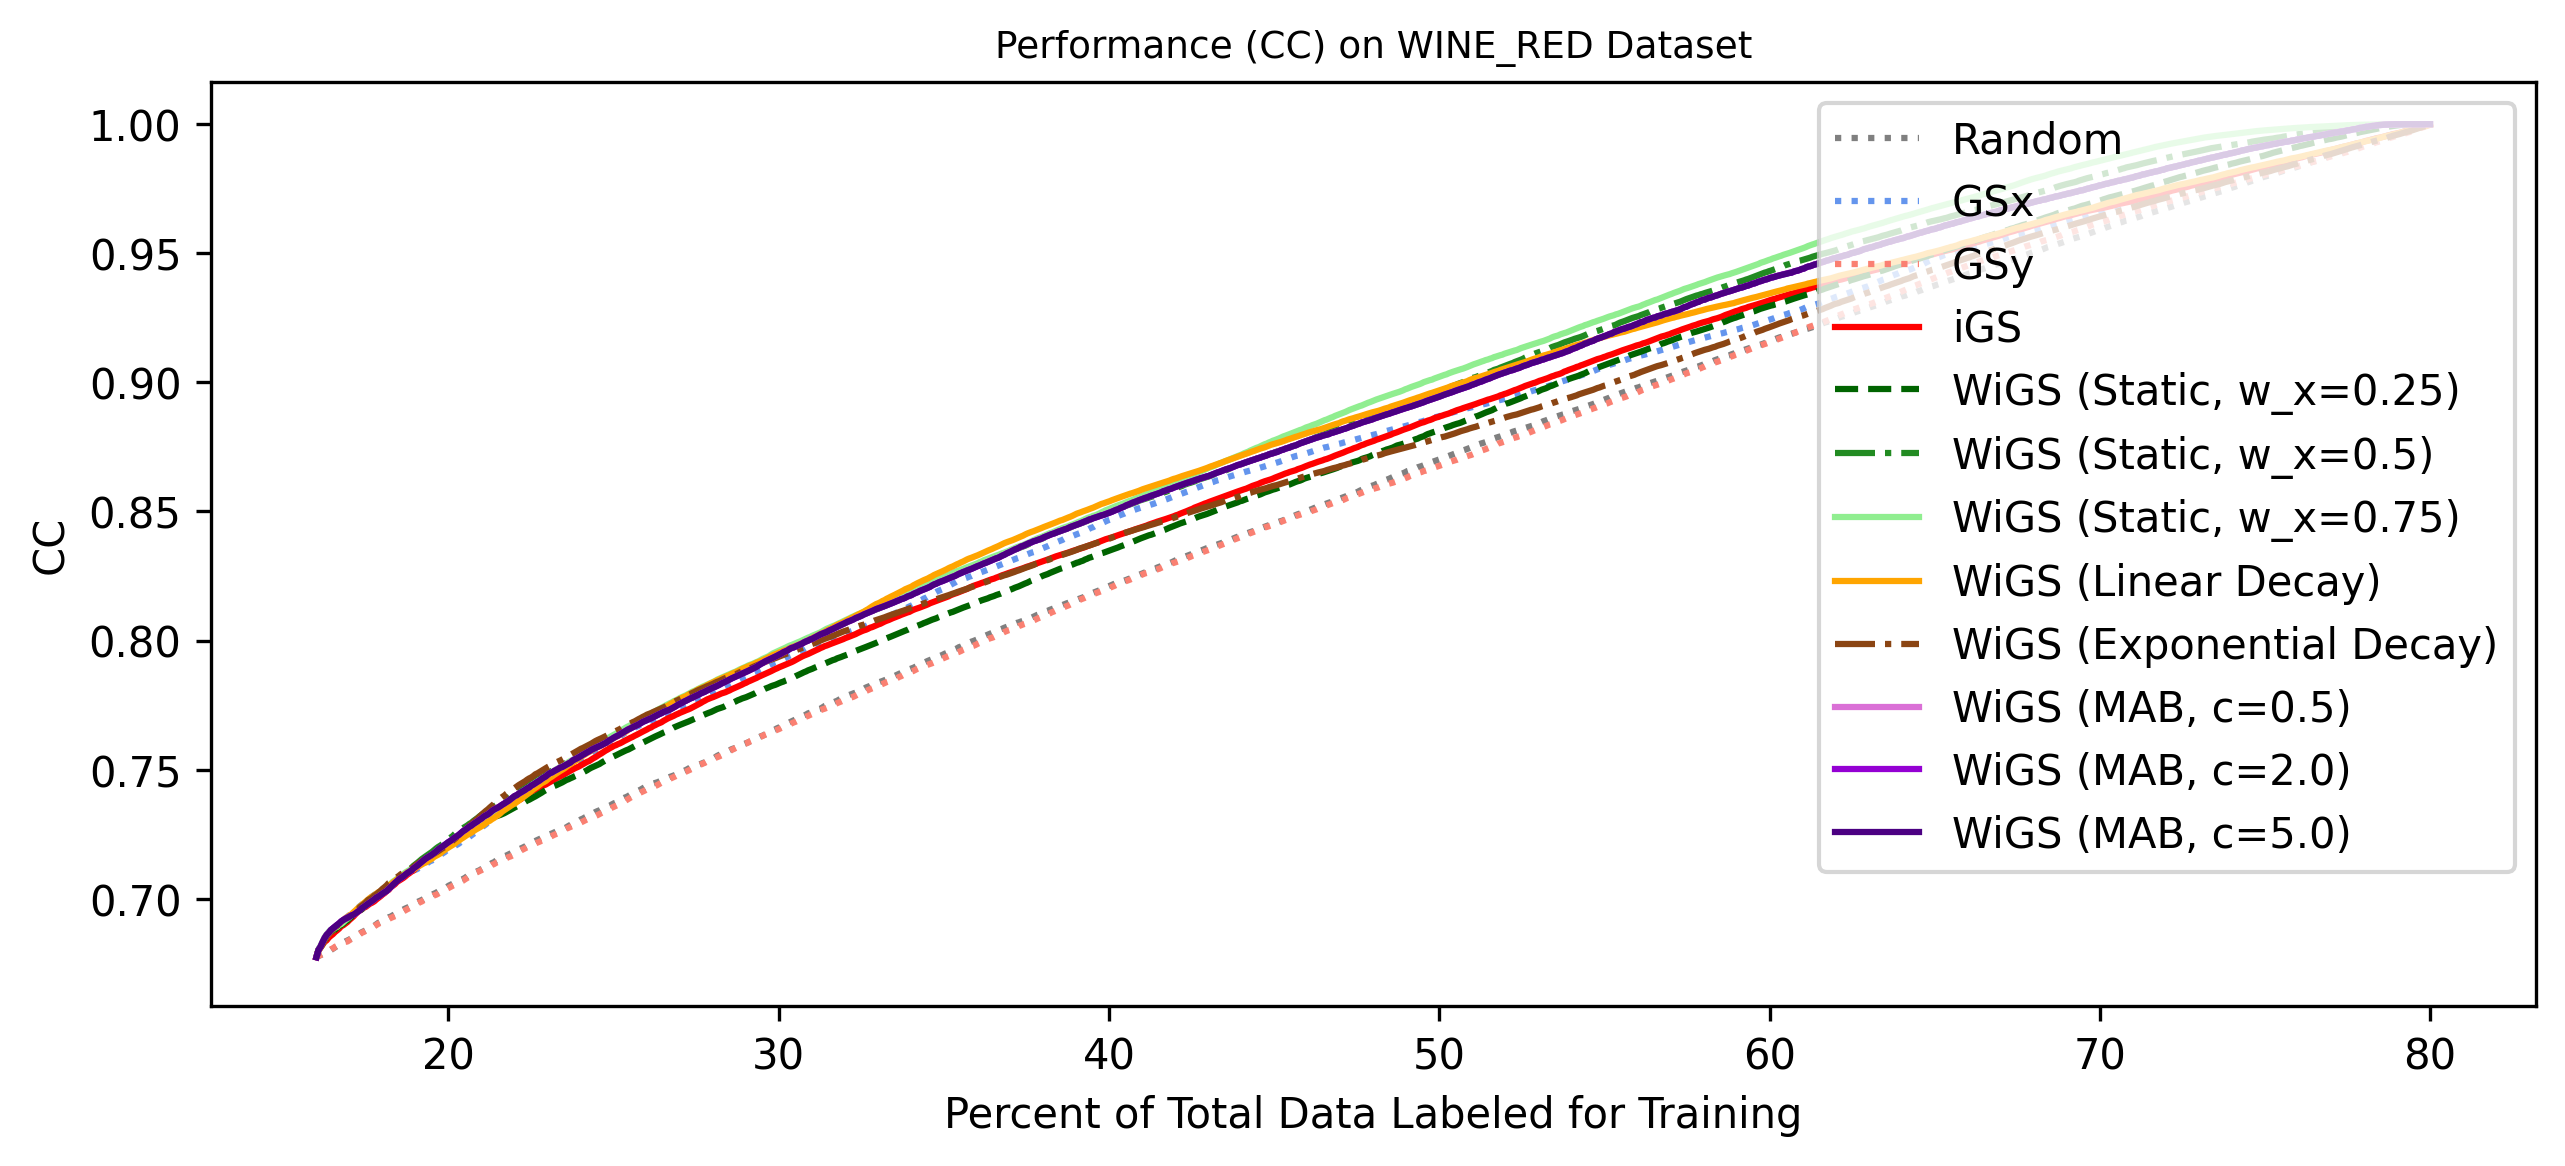 Performance (CC) on WINE_RED Dataset
1.00
0.95
0.90
0.85
0.80
0.75
0.70
CC
20 30 40 50 60 70 80
Percent of Total Data Labeled for Training
Random
GSx
GSy
iGS
WiGS (Static, w_x=0.25)
WiGS (Static, w_x=0.5)
WiGS (Static, w_x=0.75)
WiGS (Linear Decay)
WiGS (Exponential Decay)
WiGS (MAB, c=0.5)
WiGS (MAB, c=2.0)
WiGS (MAB, c=5.0)